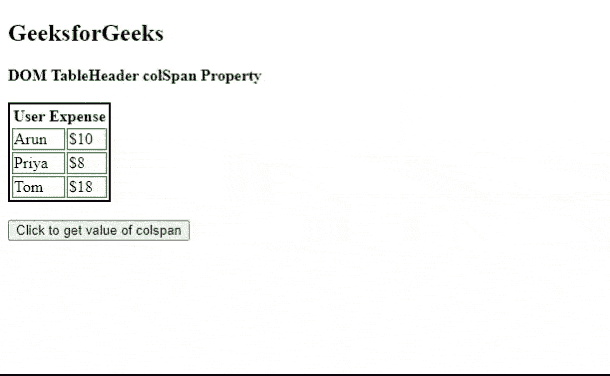 GeeksforGeeks
DOM TableHeader colSpan Property
User Expense
Arun $10
Priya $8
Tom $18
Click to get value of colspan